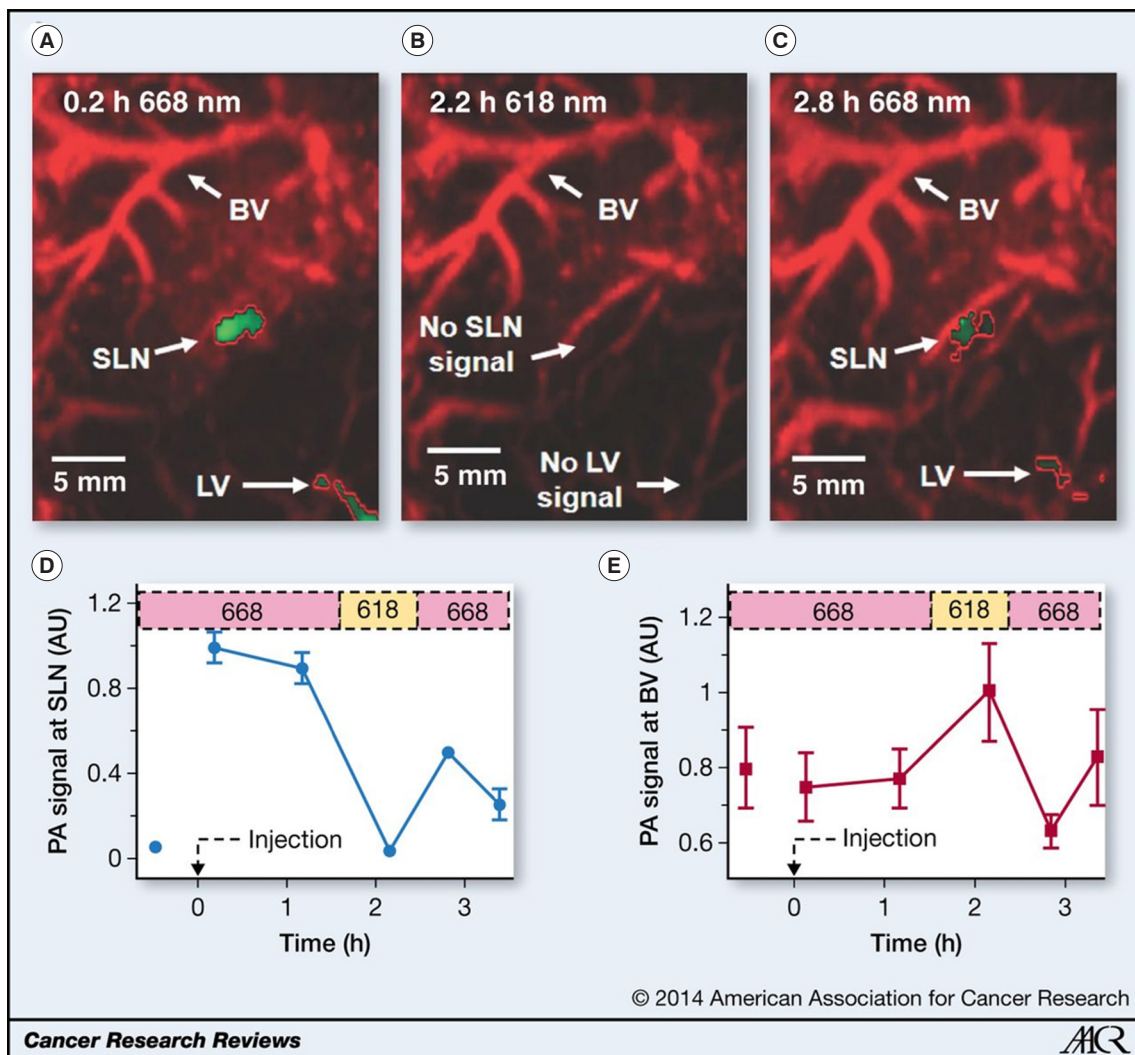 A
0.2 h 668 nm
BV
SLN
LV
5 mm
B
2.2 h 618 nm
BV
No SLN
signal
No LV
signal
5 mm
C
2.8 h 668 nm
BV
SLN
LV
5 mm
D
PA signal at SLN (AU)
1.2
0.8
0.4
0
668
618
668
Injection
0
1
2
3
Time (h)
E
PA signal at BV (AU)
1.2
1
0.8
0.6
668
618
668
Injection
0
1
2
3
Time (h)
© 2014 American Association for Cancer Research
Cancer Research Reviews
AACR